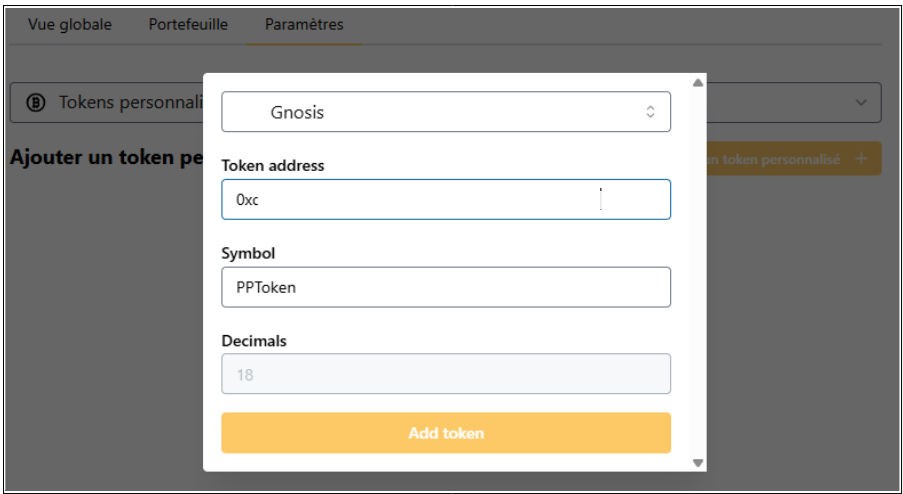 Vue globale Portefeuille Paramètres
Tokens personnali
Gnosis
Ajouter un token pe
un token personnalisé +
Token address
0xc
Symbol
PPToken
Decimals
18
Add token